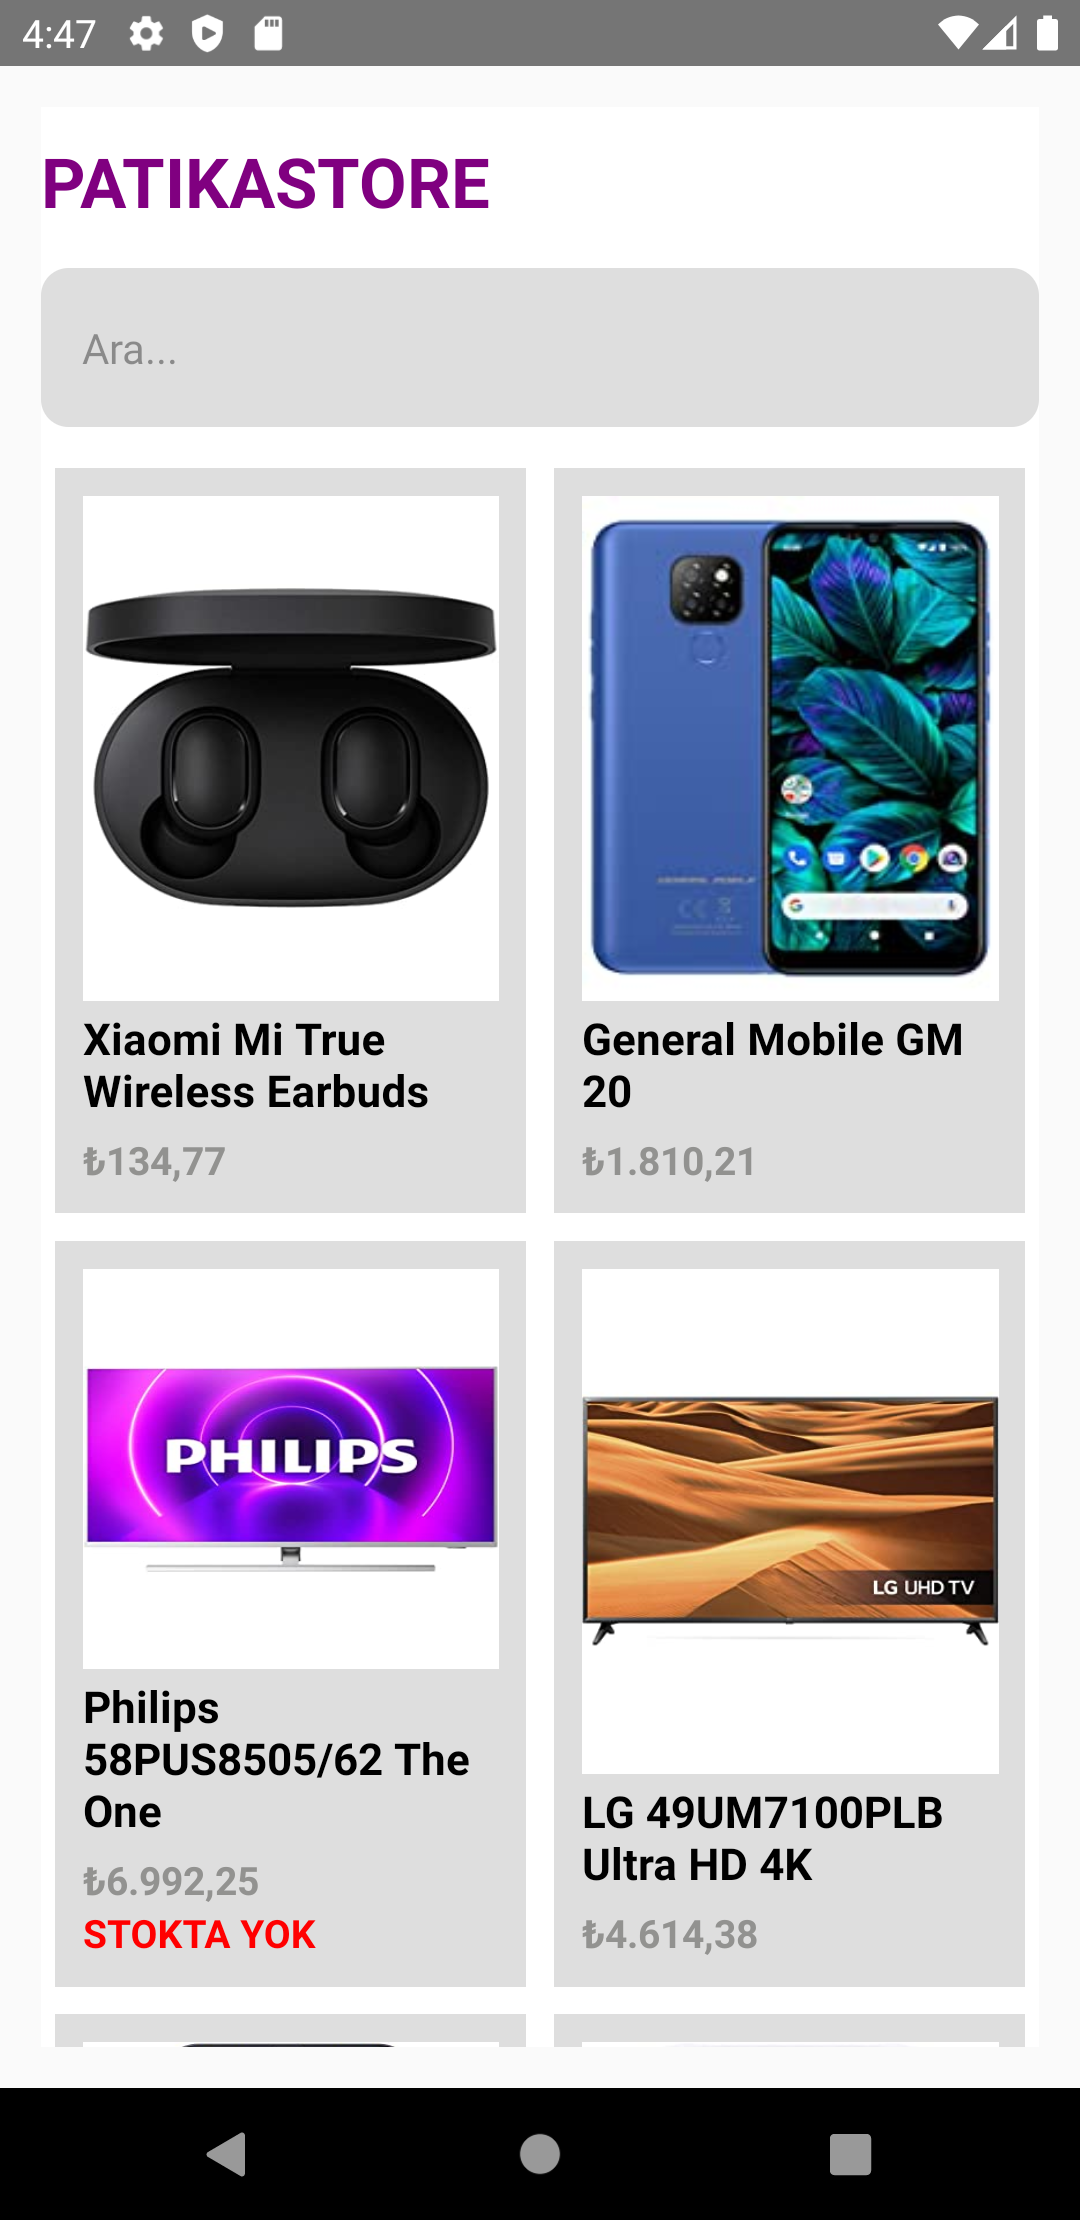 4:47
PATIKASTORE
Ara...
Xiaomi Mi True
Wireless Earbuds
₺134,77
General Mobile GM
20
₺1.810,21
PHILIPS
Philips
58PUS8505/62 The
One
₺6.992,25
STOKTA YOK
LG UHD TV
LG 49UM7100PLB
Ultra HD 4K
₺4.614,38